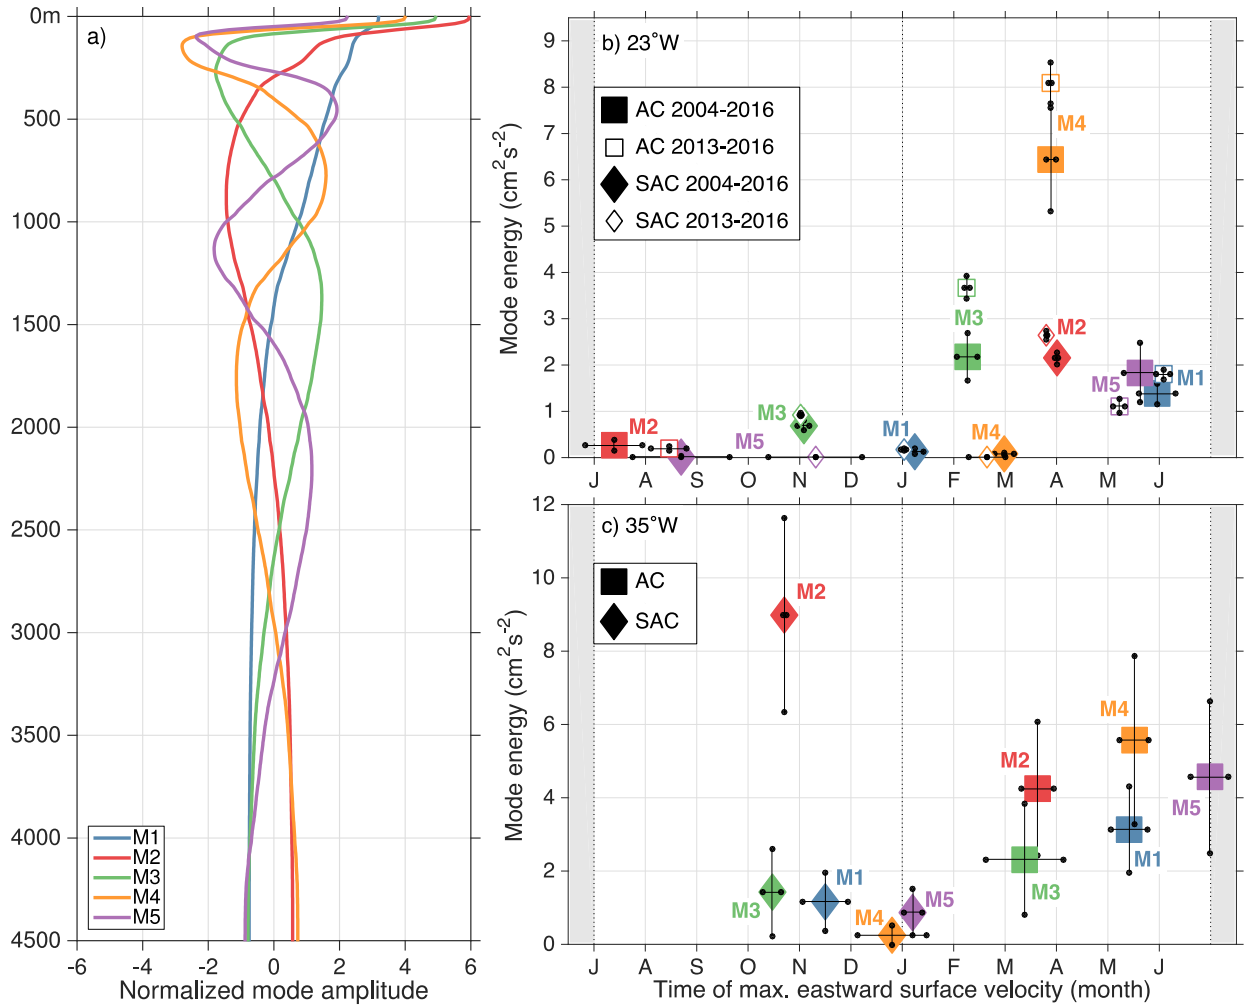 a)
0m
500
1000
1500
2000
2500
3000
3500
4000
4500
-6
-4
-2
0
2
4
6
Normalized mode amplitude
M1
M2
M3
M4
M5
b) 23°W
AC 2004-2016
AC 2013-2016
SAC 2004-2016
SAC 2013-2016
Mode energy (cm²s⁻²)
9
8
7
6
5
4
3
2
1
0
M4
M3
M2
M5
M1
M2
M5
M3
M1
M4
J
A
S
O
N
D
J
F
M
A
M
J
c) 35°W
AC
SAC
Mode energy (cm²s⁻²)
12
10
8
6
4
2
0
M2
M4
M2
M5
M1
M3
M3
M1
M4
M5
J
A
S
O
N
D
J
F
M
A
M
J
Time of max. eastward surface velocity (month)